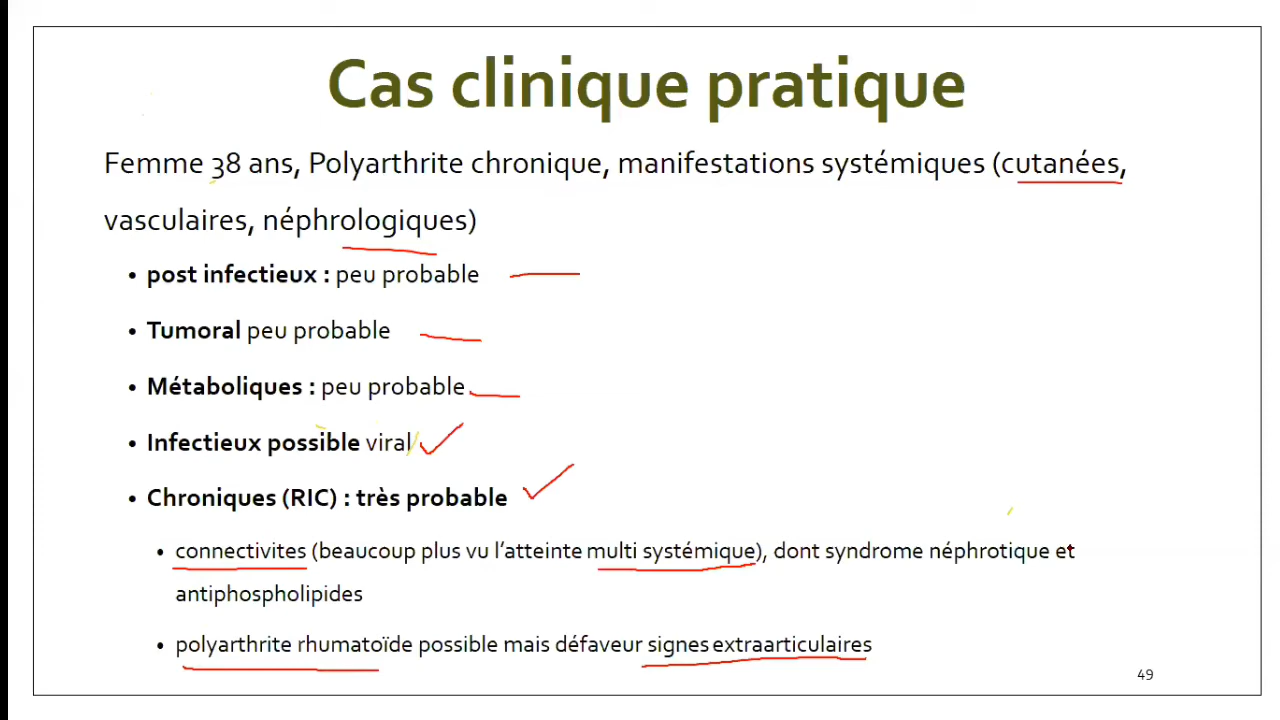 Cas clinique pratique
Femme 38 ans, Polyarthrite chronique, manifestations systémiques (cutanées,
vasculaires, néphrologiques)
• post infectieux : peu probable
• Tumoral peu probable
• Métaboliques : peu probable
• Infectieux possible viral
• Chroniques (RIC) : très probable
• connectivites (beaucoup plus vu l'atteinte multi systémique), dont syndrome néphrotique et
antiphospholipides
• polyarthrite rhumatoïde possible mais défaveur signes extraarticulaires
49